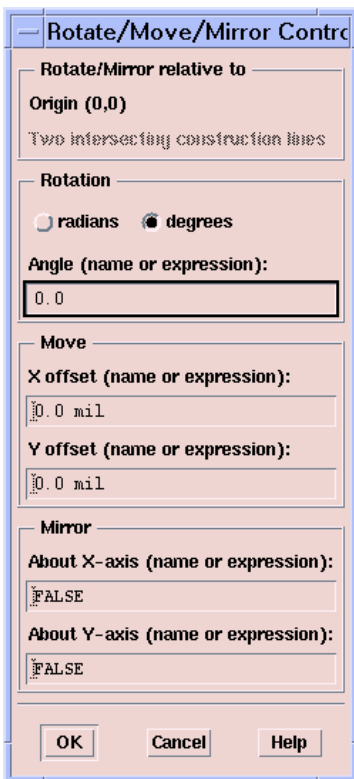 Rotate/Move/Mirror Contro
Rotate/Mirror relative to
Origin (0,0)
Two intersecting construction lines
Rotation
radians degrees
Angle (name or expression):
0.0
Move
X offset (name or expression):
0.0 mil
Y offset (name or expression):
0.0 mil
Mirror
About X-axis (name or expression):
FALSE
About Y-axis (name or expression):
FALSE
OK Cancel Help